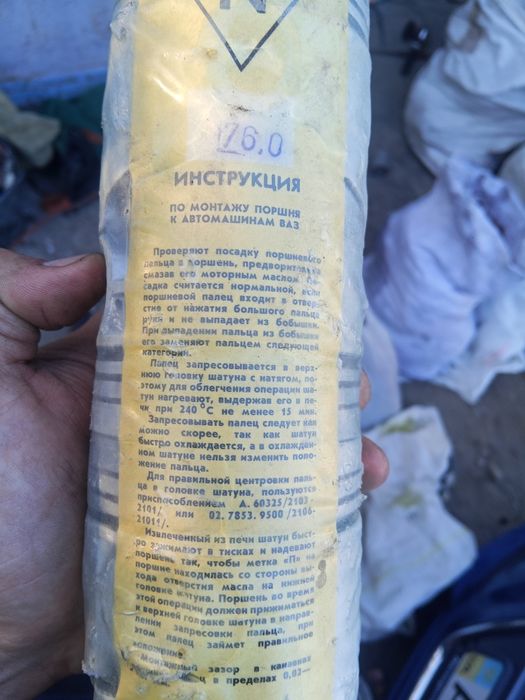 N
76.0
ИНСТРУКЦИЯ
ПО МОНТАЖУ ПОРШНЯ
К АВТОМАШИНАМ ВАЗ
Проверяют посадку поршневого
пальца в поршень, предварительно
смазав его моторным маслом. По-
садка считается нормальной, если
поршневой палец входит в отвер-
стие от нажатия большого пальца
руки и не выпадает из бобышки.
При выпадении пальца из бобышки
его заменяют пальцем следующей
категории.
Палец запрессовывается в верх-
нюю головку шатуна с натягом, по-
этому для облегчения операции ша-
тун нагревают, выдержав его в пе-
чи при 240°С не менее 15 мин.
Запрессовывать палец следует как
можно скорее, так как шатун
быстро охлаждается, а в охлажден-
ном шатуне нельзя изменить поло-
жение пальца.
Для правильной центровки паль-
ца в головке шатуна, пользуются
приспособлением А. 60325/2103-
2101/ или 02. 7853. 9500 /2106-
21011/.
Извлеченный из печи шатун быст-
ро зажимают в тисках и надевают
поршень так, чтобы метка «П» на
поршне находилась со стороны вы-
хода отверстия масла на нижней
головке шатуна. Поршень во время
этой операции должен прижиматься
к верхней головке шатуна в направ-
лении запрессовки пальца, при
этом палец займет правильное
положение.
Монтажный зазор в канавках
в пределах 0,02—